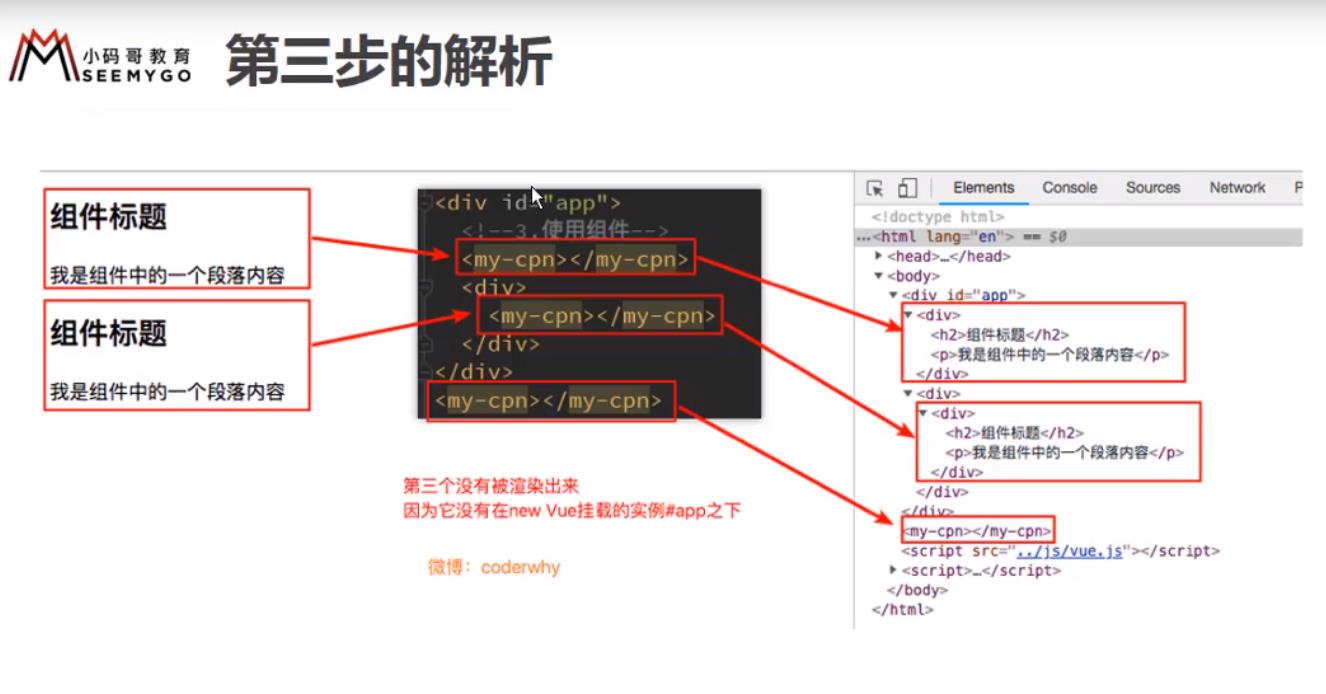 小码哥教育
SEEMYGO
第三步的解析
组件标题
我是组件中的一个段落内容
组件标题
我是组件中的一个段落内容
<div id="app">
<!--3.使用组件-->
<my-cpn></my-cpn>
<div>
<my-cpn></my-cpn>
</div>
</div>
<my-cpn></my-cpn>
第三个没有被渲染出来
因为它没有在new Vue挂载的实例#app之下
微博：coderwhy
Elements Console Sources Network P
<!doctype html>
…<html lang="en"> == $0
<head>…</head>
<body>
<div id="app">
<div>
<h2>组件标题</h2>
<p>我是组件中的一个段落内容</p>
</div>
<div>
<div>
<h2>组件标题</h2>
<p>我是组件中的一个段落内容</p>
</div>
</div>
</div>
<my-cpn></my-cpn>
<script src="../js/vue.js"></script>
<script>…</script>
</body>
</html>